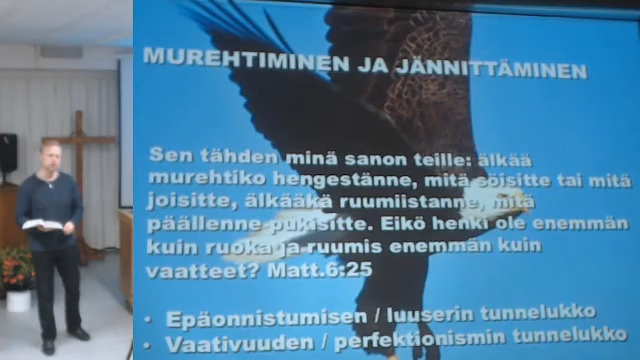 MUREHTIMINEN JA JÄNNITTÄMINEN
Sen tähden minä sanon teille: älkää
murehtiko hengestänne, mitä söisitte tai mitä
joisitte, älkääkä ruumiistanne, mitä
päällenne pukisitte. Eikö henki ole enemmän
kuin ruoka ja ruumis enemmän kuin
vaatteet? Matt.6:25
• Epäonnistumisen / luuserin tunnelukko
• Vaativuuden / perfektionismin tunnelukko